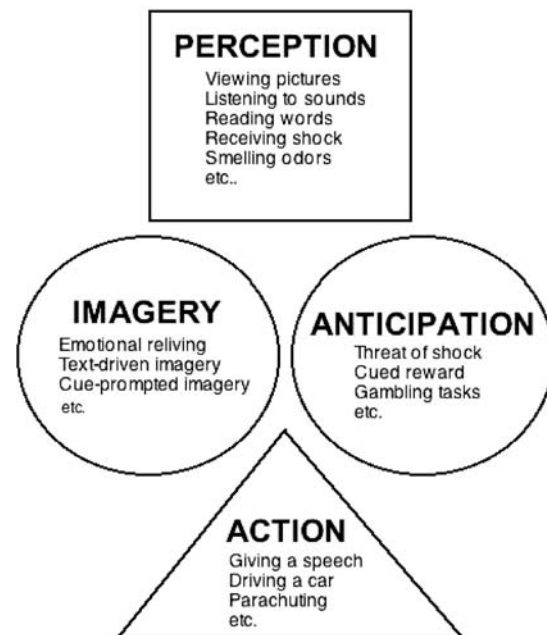 PERCEPTION
Viewing pictures
Listening to sounds
Reading words
Receiving shock
Smelling odors
etc..
IMAGERY
Emotional reliving
Text-driven imagery
Cue-prompted imagery
etc.
ANTICIPATION
Threat of shock
Cued reward
Gambling tasks
etc.
ACTION
Giving a speech
Driving a car
Parachuting
etc.